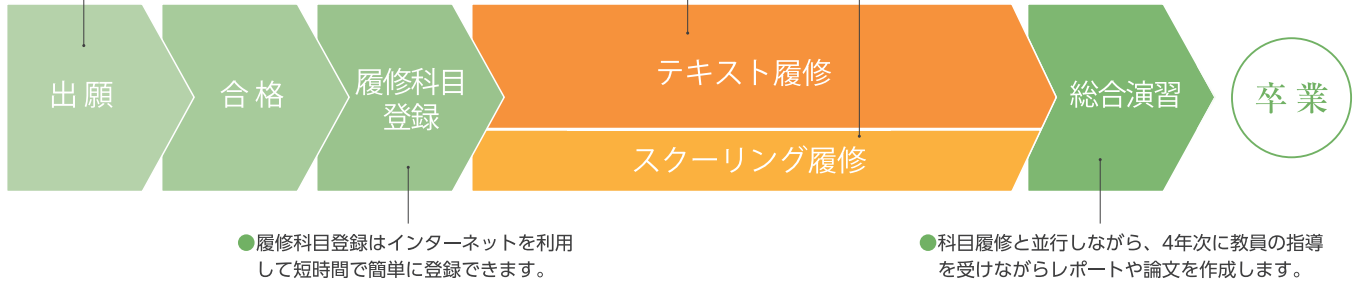 出願
合格
履修科目
登録
テキスト履修
スクーリング履修
総合演習
卒業
●履修科目登録はインターネットを利用
して短時間で簡単に登録できます。
●科目履修と並行しながら、4年次に教員の指導
を受けながらレポートや論文を作成します。